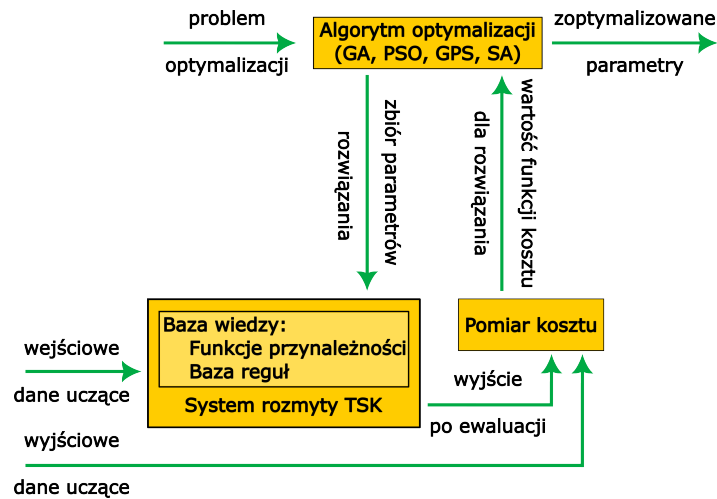 problem
optymalizacji
Algorytm optymalizacji
(GA, PSO, GPS, SA)
zoptymalizowane
parametry
zbiór parametrów
rozwiązania
wartość funkcji kosztu
dla rozwiązania
Baza wiedzy:
Funkcje przynależności
Baza reguł
System rozmyty TSK
Pomiar kosztu
wejściowe
dane uczące
wyjście
po ewaluacji
wyjściowe
dane uczące